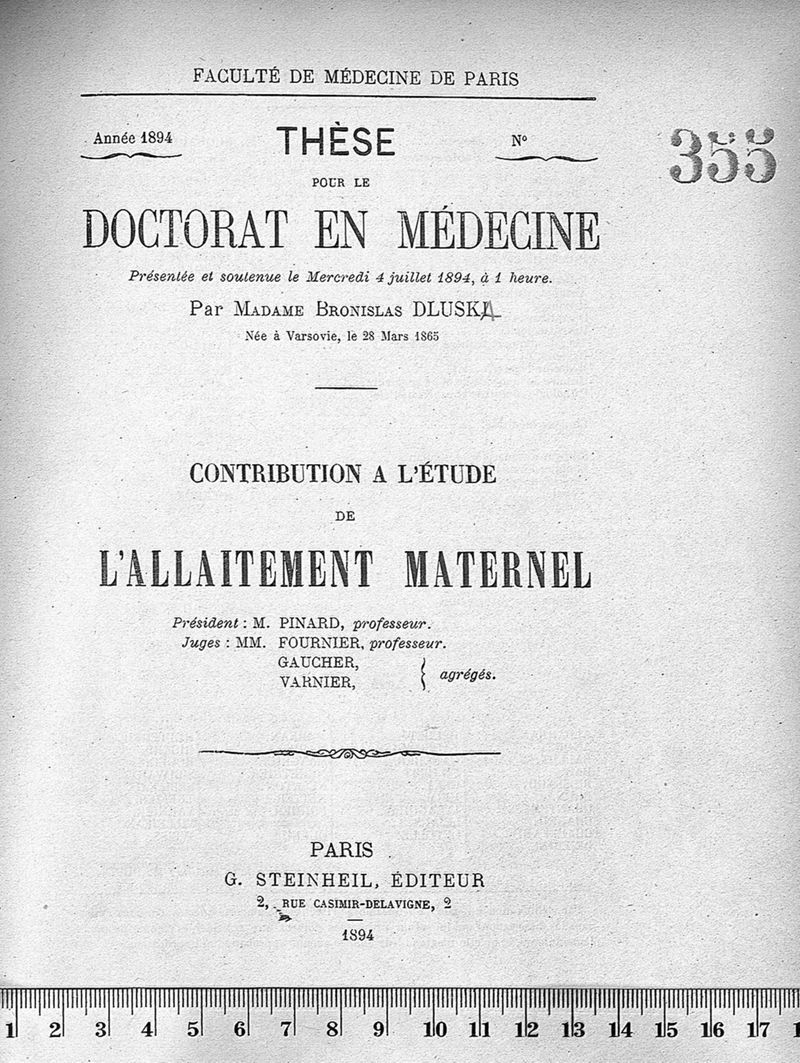 FACULTÉ DE MÉDECINE DE PARIS
Année 1894
THÈSE
N°
355
POUR LE
DOCTORAT EN MÉDECINE
Présentée et soutenue le Mercredi 4 juillet 1894, à 1 heure.
Par MADAME BRONISLAS DLUSKA
Née à Varsovie, le 28 Mars 1865
CONTRIBUTION A L'ÉTUDE
DE
L'ALLAITEMENT MATERNEL
Président : M. PINARD, professeur.
Juges : MM. FOURNIER, professeur.
GAUCHER,
VARNIER,
agrégés.
PARIS
G. STEINHEIL, ÉDITEUR
2, RUE CASIMIR-DELAVIGNE, 2
1894
1 2 3 4 5 6 7 8 9 10 11 12 13 14 15 16 17